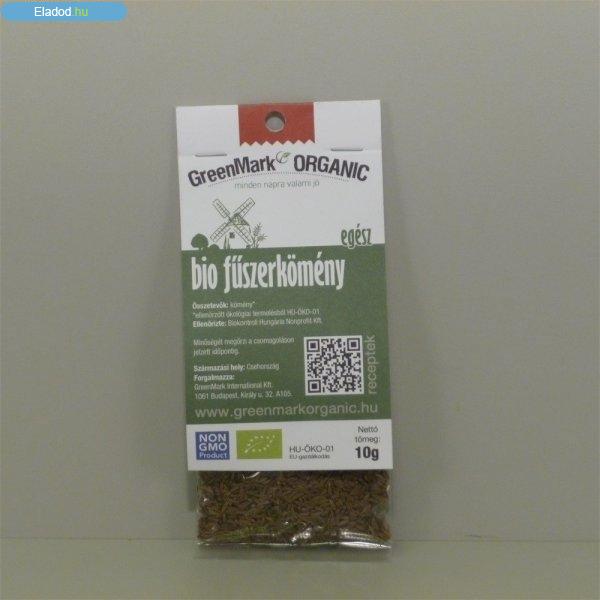 Eladod.hu
GreenMark ORGANIC
minden napra valami jó
egész
bio fűszerkömény
Összetevők: kömény*
*ellenőrzött ökológiai termelésből HU-ÖKO-01
Ellenőrizte: Biokontroll Hungária Nonprofit Kft.
Minőségét megőrzi a csomagoláson
jelzett időpontig.
Származási hely: Csehország
Forgalmazza:
GreenMark International Kft.
1061 Budapest, Király u. 32. A105.
receptek
www.greenmarkorganic.hu
NON
GMO
Product
HU-ÖKO-01
EU-gazdálkodás
Nettó
tömeg:
10g